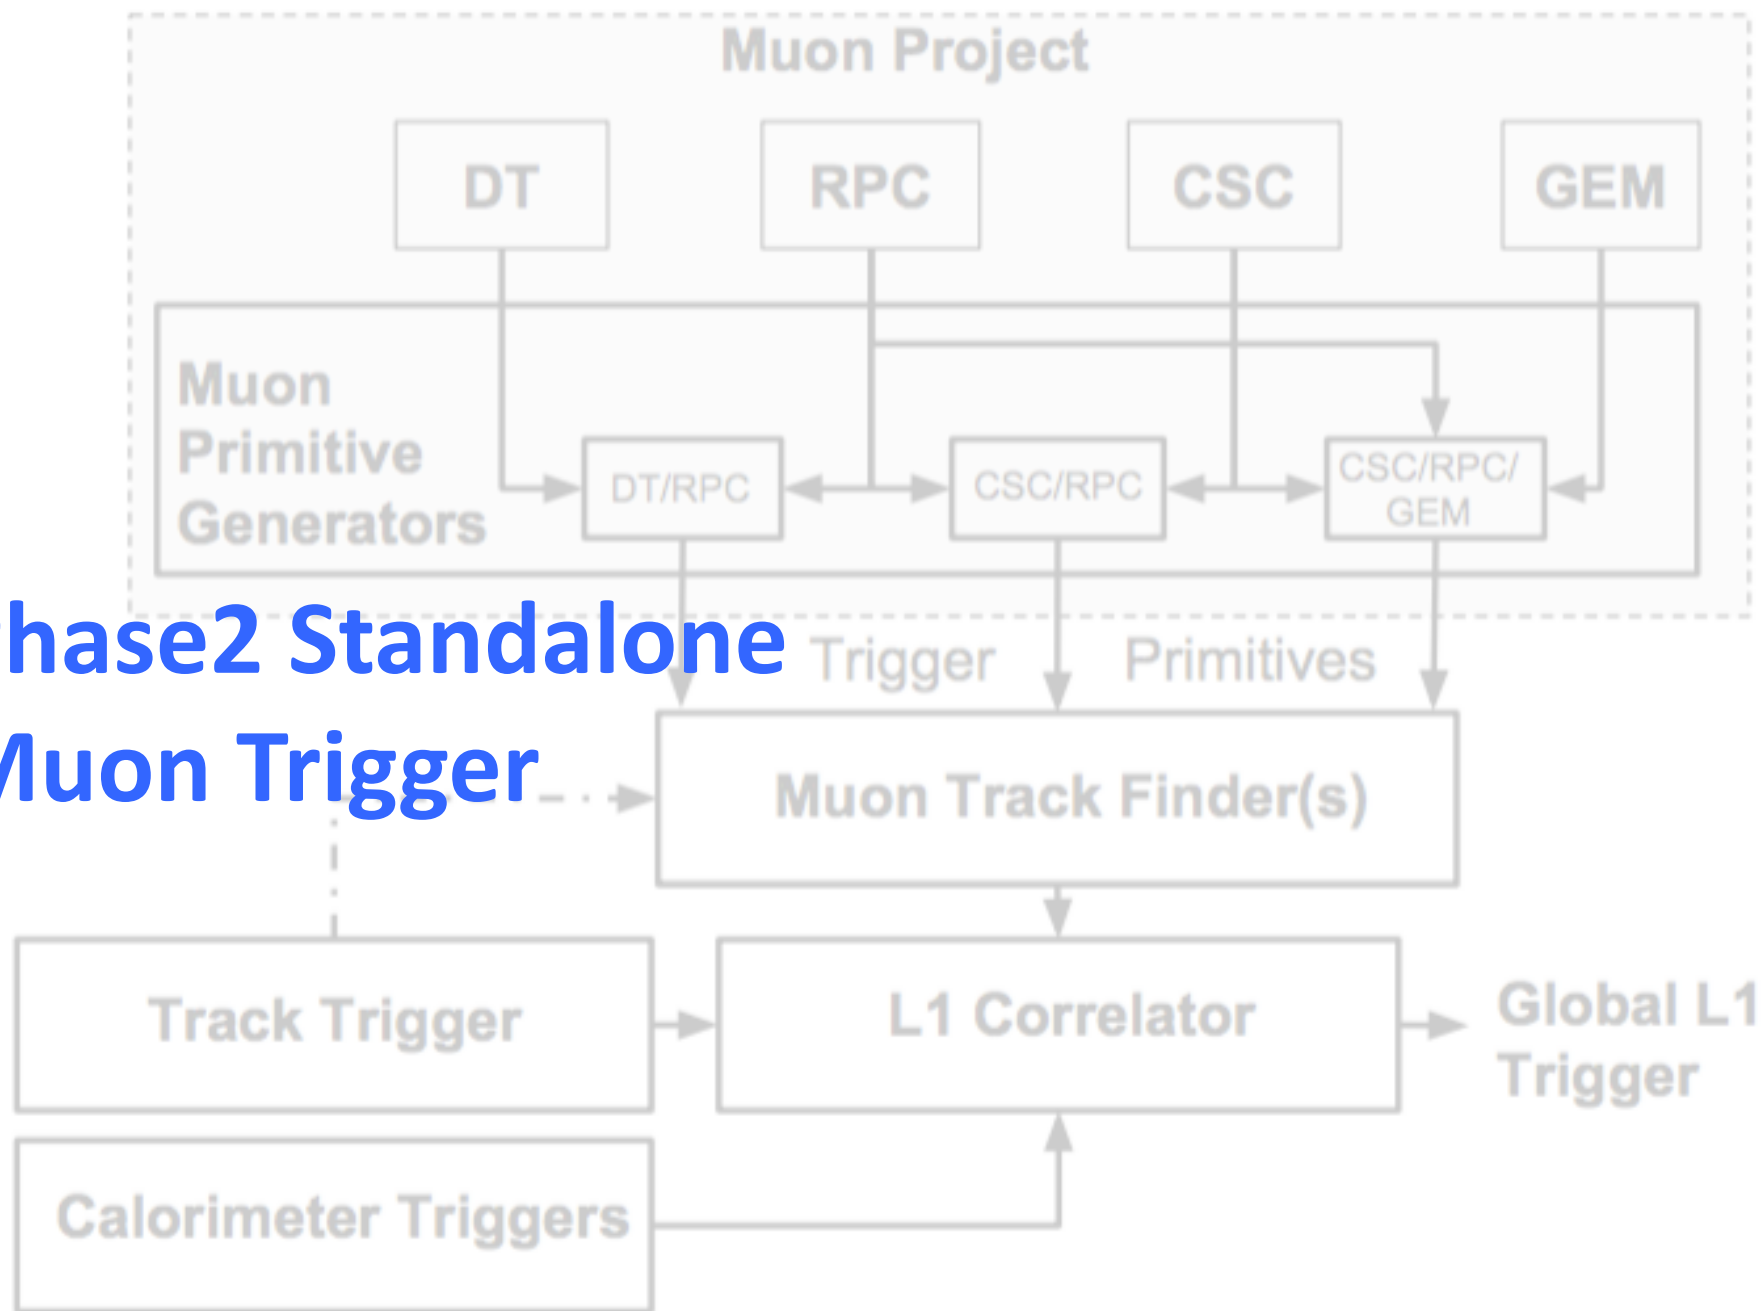 Muon Project
DT
RPC
CSC
GEM
Muon
Primitive
Generators
DT/RPC
CSC/RPC
CSC/RPC/
GEM
hase2 Standalone
Trigger
Primitives
Muon Trigger
Muon Track Finder(s)
Track Trigger
L1 Correlator
Global L1
Trigger
Calorimeter Triggers